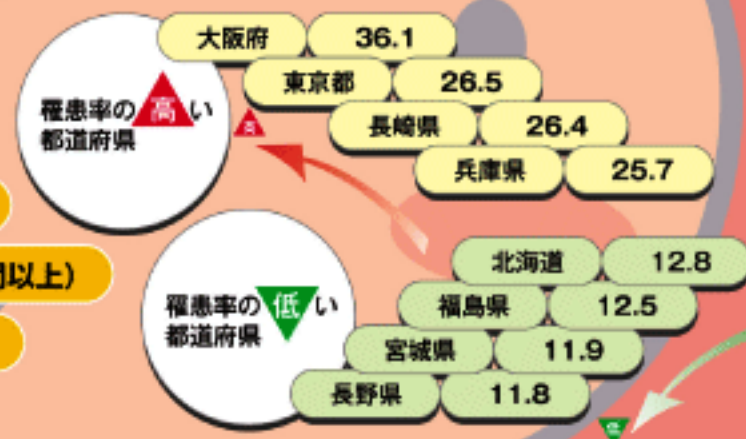 罹患率の高い
都道府県
大阪府 36.1
東京都 26.5
長崎県 26.4
兵庫県 25.7
高
間以上）
罹患率の低い
都道府県
北海道 12.8
福島県 12.5
宮城県 11.9
長野県 11.8
低